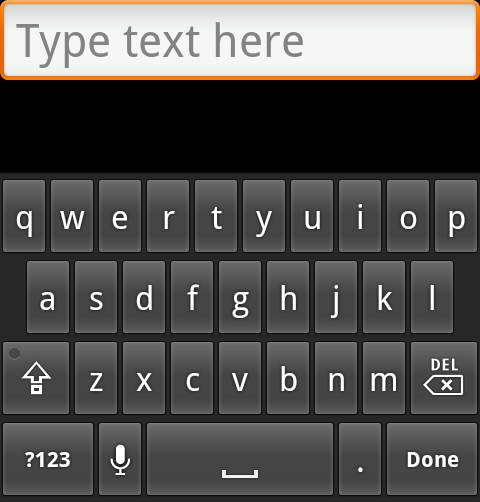 Type text here
q w e r t y u i o p
a s d f g h j k l
z x c v b n m DEL
?123 . Done